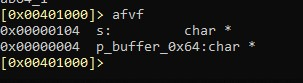 [0x00401000]> afvf
0x00000104  s:        char *
0x00000004  p_buffer_0x64:char *
[0x00401000]>